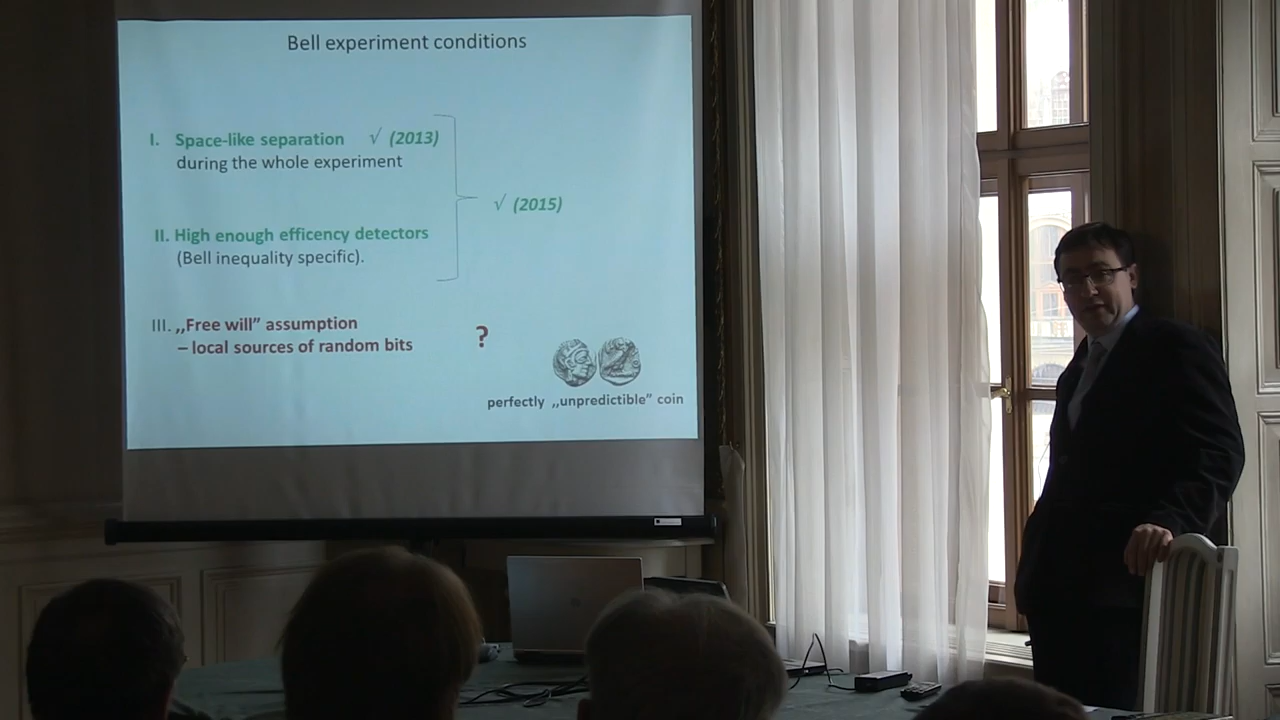 Bell experiment conditions
I. Space-like separation √ (2013)
during the whole experiment
√ (2015)
II. High enough efficency detectors
(Bell inequality specific).
III. „Free will” assumption
– local sources of random bits
?
perfectly „unpredictible” coin